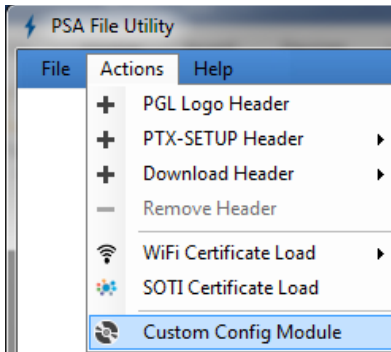 PSA File Utility
File Actions Help
PGL Logo Header
PTX-SETUP Header
Download Header
Remove Header
WiFi Certificate Load
SOTI Certificate Load
Custom Config Module